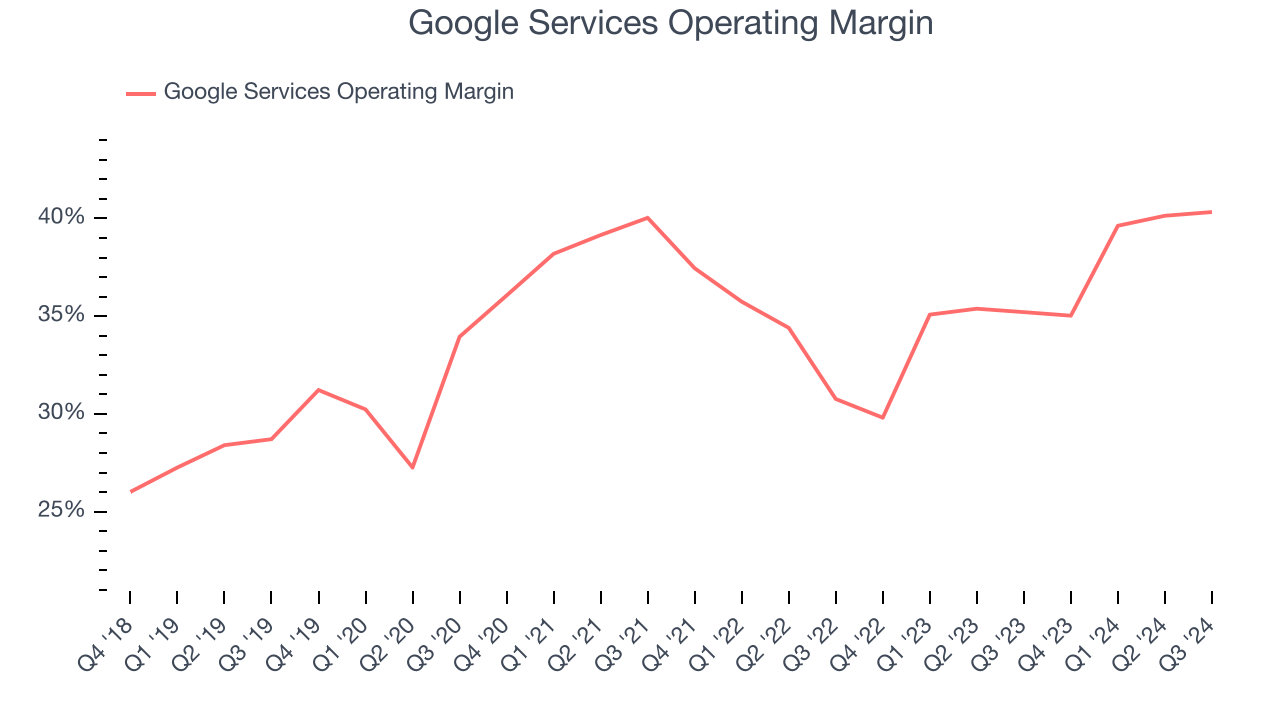 Google Services Operating Margin
Google Services Operating Margin
40%
35%
30%
25%
Q4 '18
Q1 '19
Q2 '19
Q3 '19
Q4 '19
Q1 '20
Q2 '20
Q3 '20
Q4 '20
Q1 '21
Q2 '21
Q3 '21
Q4 '21
Q1 '22
Q2 '22
Q3 '22
Q4 '22
Q1 '23
Q2 '23
Q3 '23
Q4 '23
Q1 '24
Q2 '24
Q3 '24